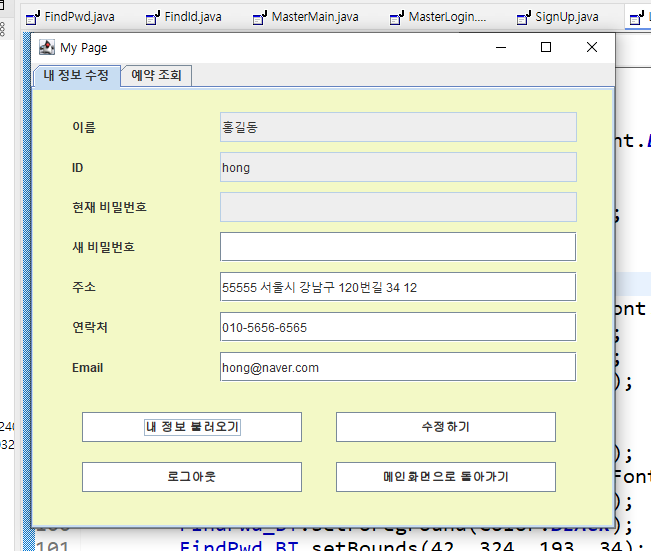 FindPwd.java FindId.java MasterMain.java MasterLogin.... SignUp.java
My Page
내 정보 수정 예약 조회
이름 홍길동
ID hong
현재 비밀번호
새 비밀번호
주소 55555 서울시 강남구 120번길 34 12
연락처 010-5656-6565
Email hong@naver.com
내 정보 불러오기 수정하기
로그아웃 메인화면으로 돌아가기
101 FindPwd_BT.setBounds(42, 324, 193, 34);